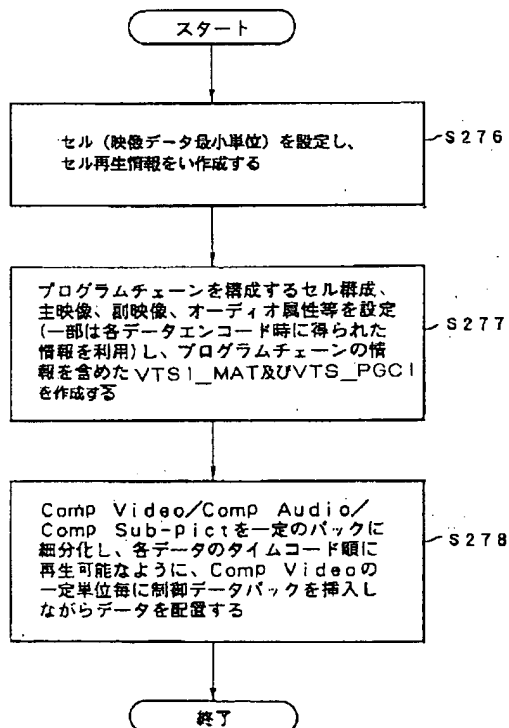 スタート
セル（映像データ最小単位）を設定し、
セル再生情報をい作成する
S276
プログラムチェーンを構成するセル構成、
主映像、副映像、オーディオ属性等を設定
(一部は各データエンコード時に得られた
情報を利用)し、プログラムチェーンの情
報を含めたVTSI_MAT及びVTS_PGCI
を作成する
S277
Comp Video/Comp Audio/
Comp Sub-pictを一定のパックに
細分化し、各データのタイムコード順に
再生可能なように、Comp Videoの
一定単位毎に制御データパックを挿入し
ながらデータを配置する
S278
終了